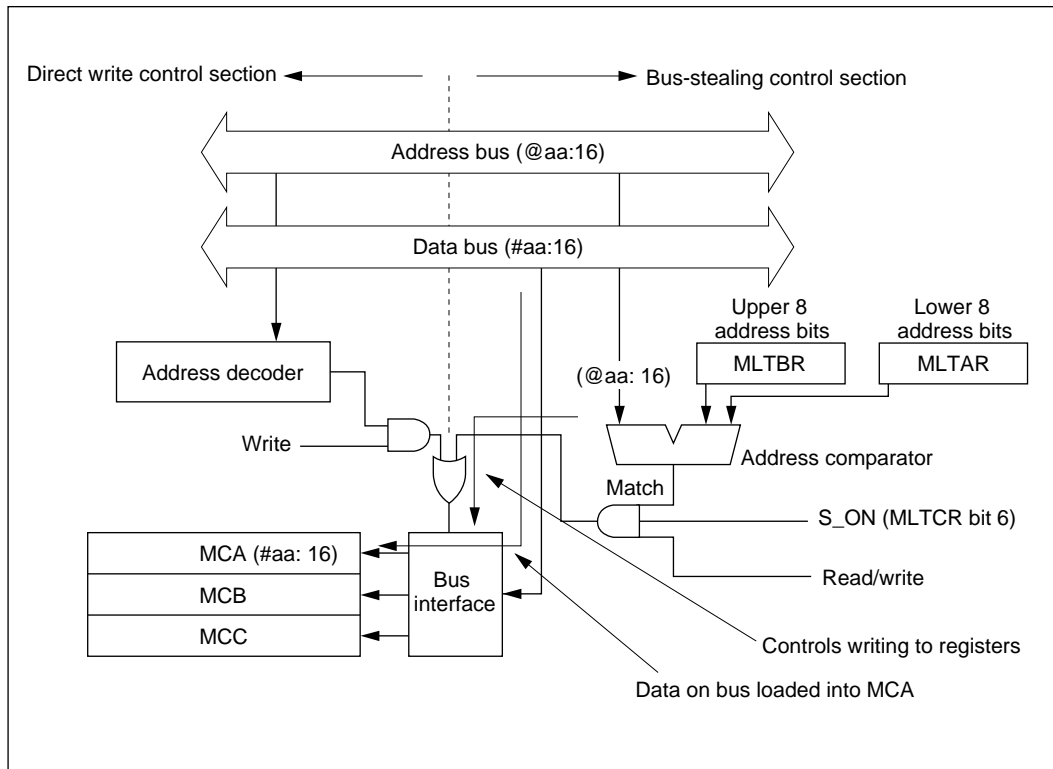 Direct write control section
Bus-stealing control section
Address bus (@aa:16)
Data bus (#aa:16)
Upper 8
address bits
Lower 8
address bits
MLTBR
MLTAR
Address decoder
(@aa: 16)
Write
Address comparator
Match
S_ON (MLTCR bit 6)
MCA (#aa: 16)
Bus
interface
Read/write
MCB
MCC
Controls writing to registers
Data on bus loaded into MCA